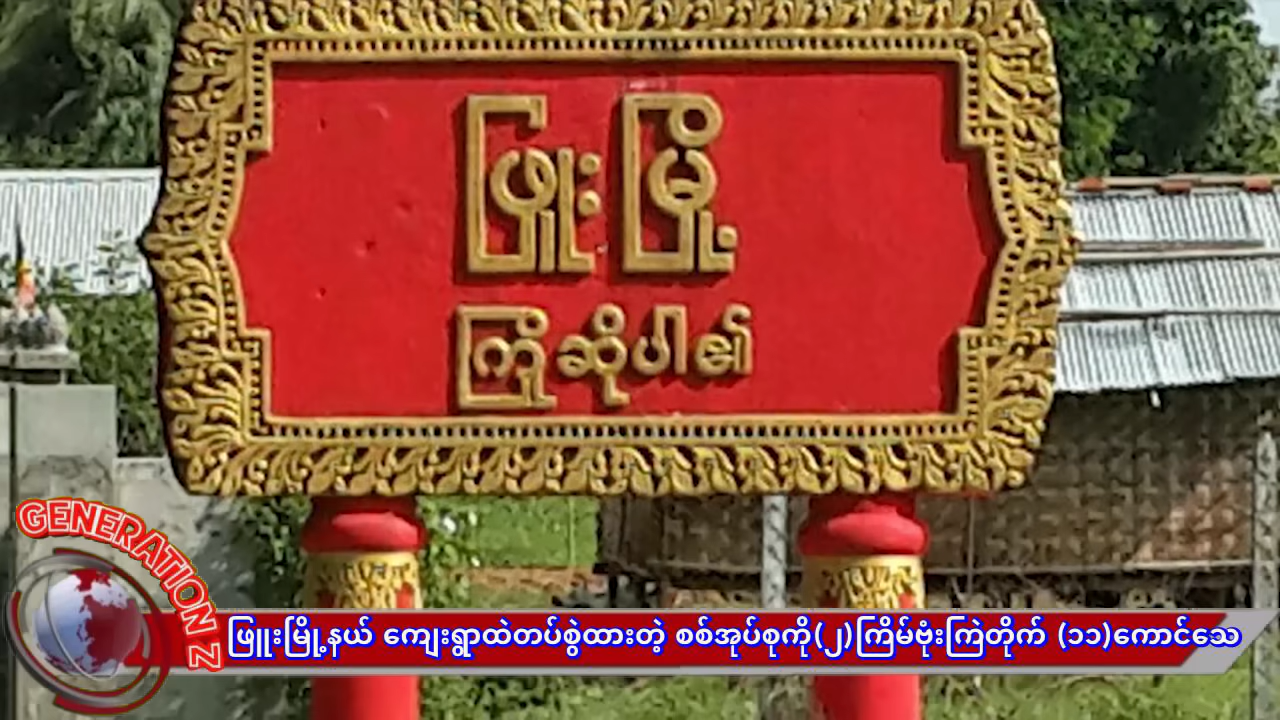 ဖြူးမြို့
ကြိုဆိုပါ၏
GENERATION Z
ဖြူးမြို့နယ် ကျေးရွာထဲတပ်စွဲထားတဲ့ စစ်အုပ်စုကို(၂)ကြိမ်ဗုံးကြဲတိုက် (၁၁)ကောင်သေ